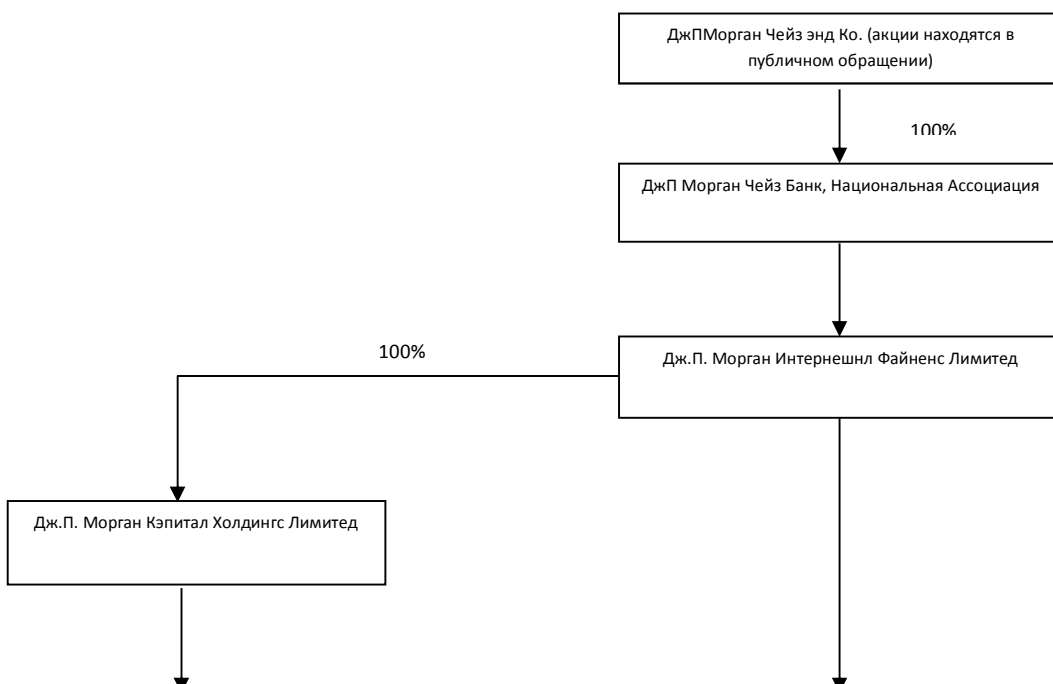 ДжПМорган Чейз энд Ко. (акции находятся в
публичном обращении)
100%
ДжП Морган Чейз Банк, Национальная Ассоциация
100%
Дж.П. Морган Интернешнл Файненс Лимитед
Дж.П. Морган Кэпитал Холдингс Лимитед